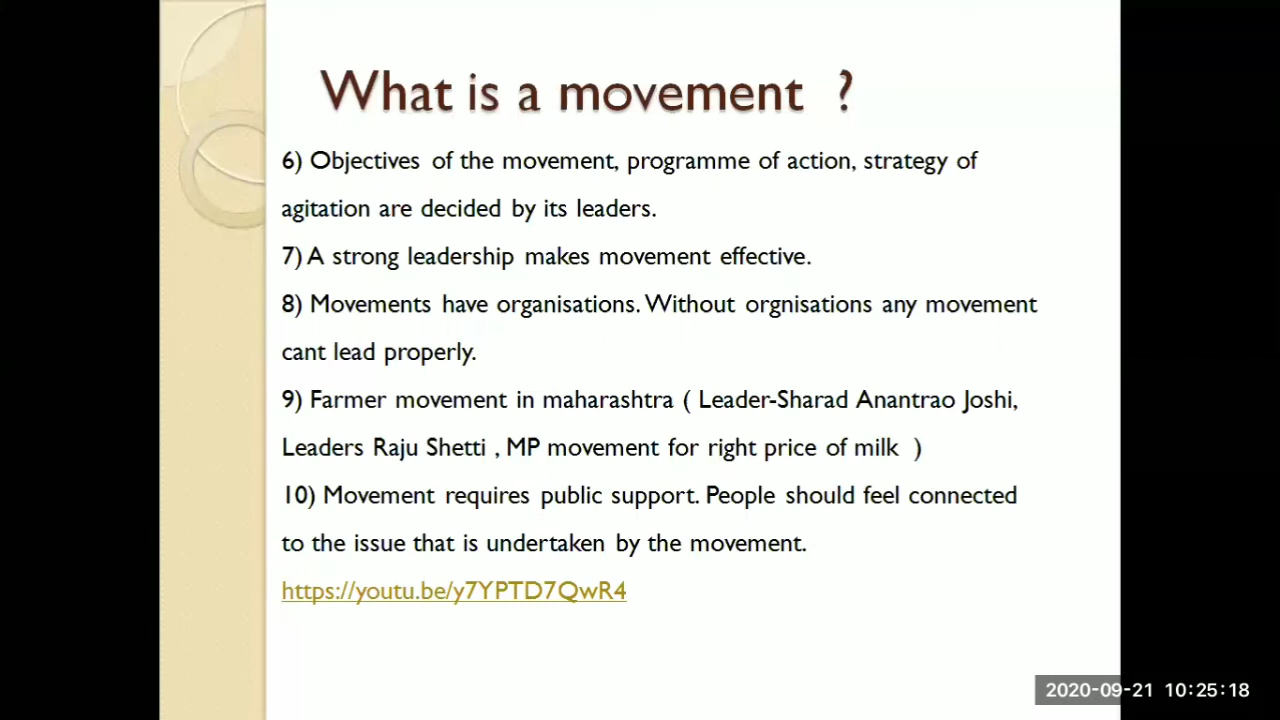 What is a movement ?
6) Objectives of the movement, programme of action, strategy of
agitation are decided by its leaders.
7) A strong leadership makes movement effective.
8) Movements have organisations. Without orgnisations any movement
cant lead properly.
9) Farmer movement in maharashtra ( Leader-Sharad Anantrao Joshi,
Leaders Raju Shetti , MP movement for right price of milk )
10) Movement requires public support. People should feel connected
to the issue that is undertaken by the movement.
https://youtu.be/y7YPTD7QwR4
2020-09-21 10:25:18